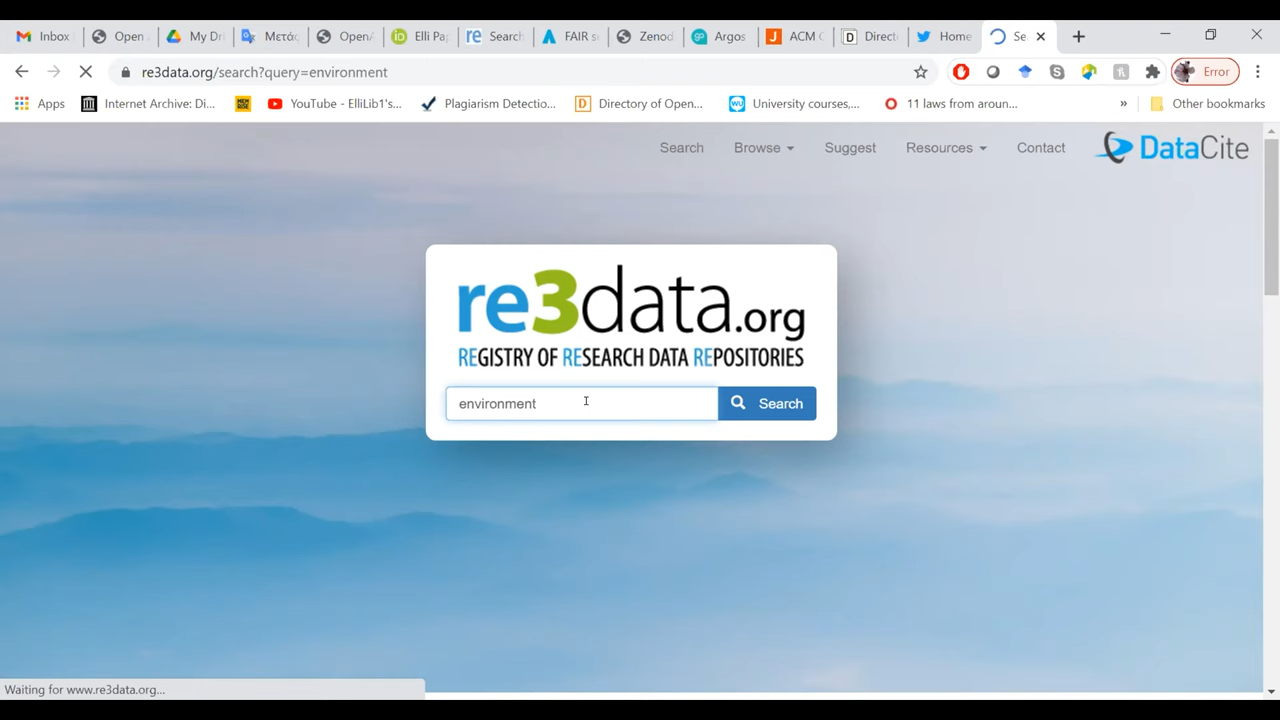 Inbox Open My Dr Μετά OpenA Elli Pa Search FAIR s Zenod Argos ACM C Direct Home Se
re3data.org/search?query=environment Error
Apps Internet Archive: Di... YouTube - ElliLib1's... Plagiarism Detectio... Directory of Open... University courses,... 11 laws from aroun... » Other bookmarks
Search Browse Suggest Resources Contact DataCite
re3data.org
REGISTRY OF RESEARCH DATA REPOSITORIES
environment Search
Waiting for www.re3data.org...